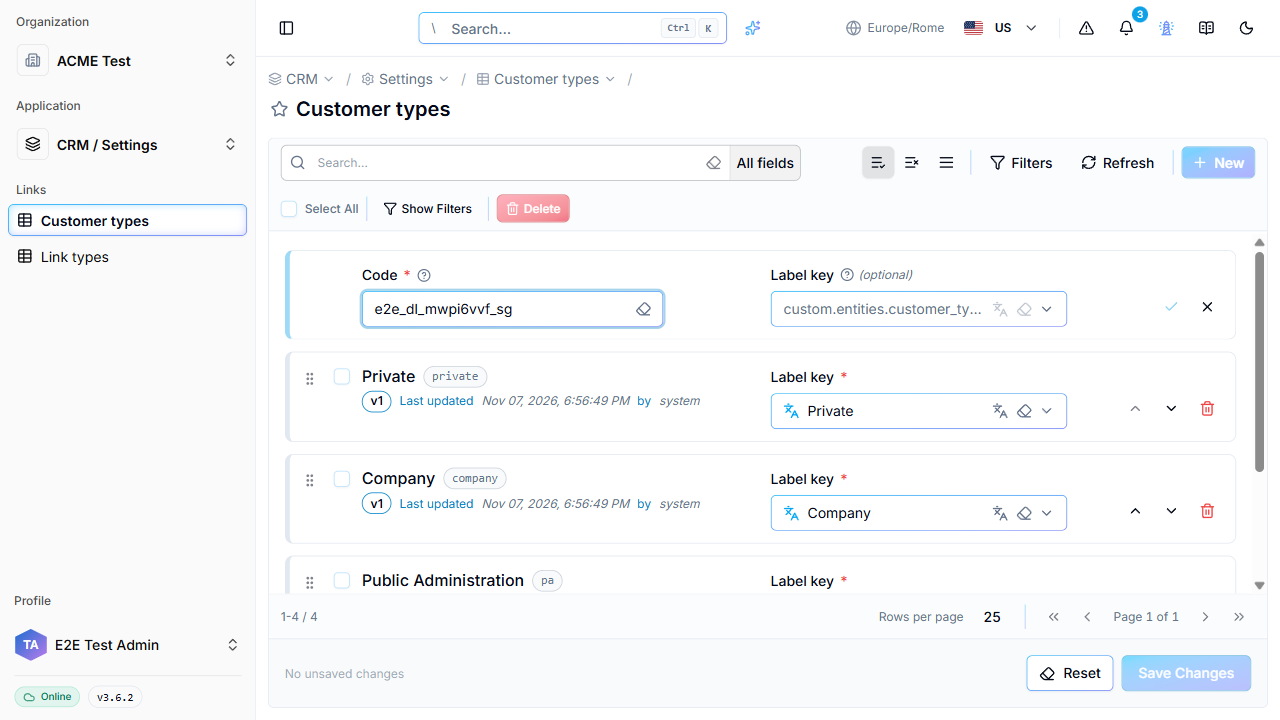 Organization
ACME Test
Application
CRM / Settings
Links
Customer types
Link types
Profile
TA
E2E Test Admin
Online
v3.6.2
\ Search... Ctrl K
Europe/Rome
US
3
CRM / Settings / Customer types /
Customer types
Search... All fields
Filters
Refresh
+ New
Select All
Show Filters
Delete
Code *
Label key (optional)
e2e_dl_mwpi6vvf_sg
custom.entities.customer_ty...
Private private
Label key *
v1 Last updated Nov 07, 2026, 6:56:49 PM by system
Private
Company company
Label key *
v1 Last updated Nov 07, 2026, 6:56:49 PM by system
Company
Public Administration pa
Label key *
1-4 / 4
Rows per page 25
Page 1 of 1
No unsaved changes
Reset
Save Changes